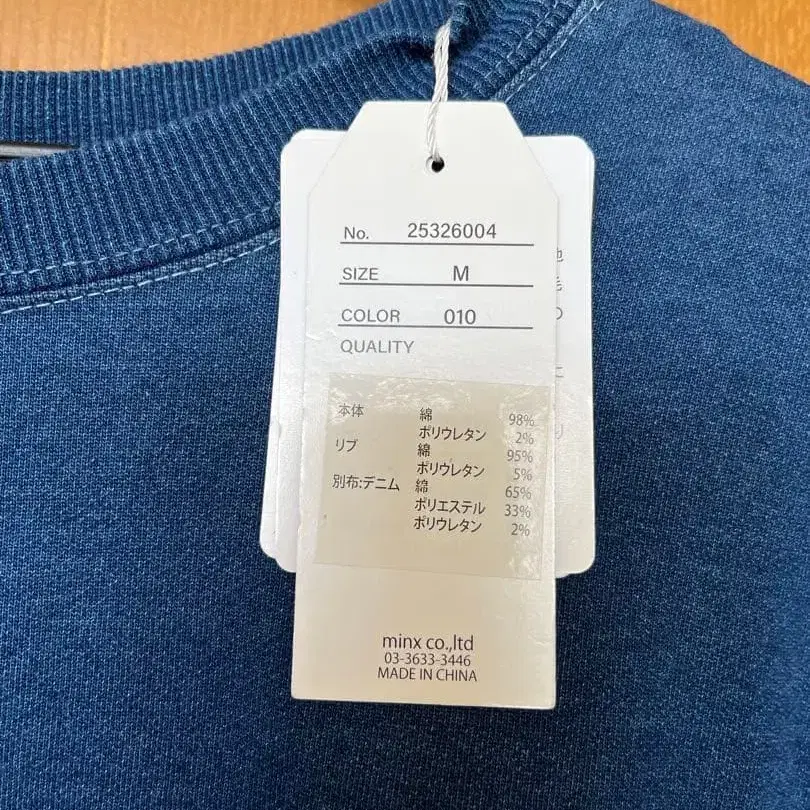 No. 25326004
SIZE M
COLOR 010
QUALITY
本体 綿 98%
ポリウレタン 2%
リブ 綿 95%
ポリウレタン 5%
別布:デニム 綿 65%
ポリエステル 33%
ポリウレタン 2%
minx co.,ltd
03-3633-3446
MADE IN CHINA